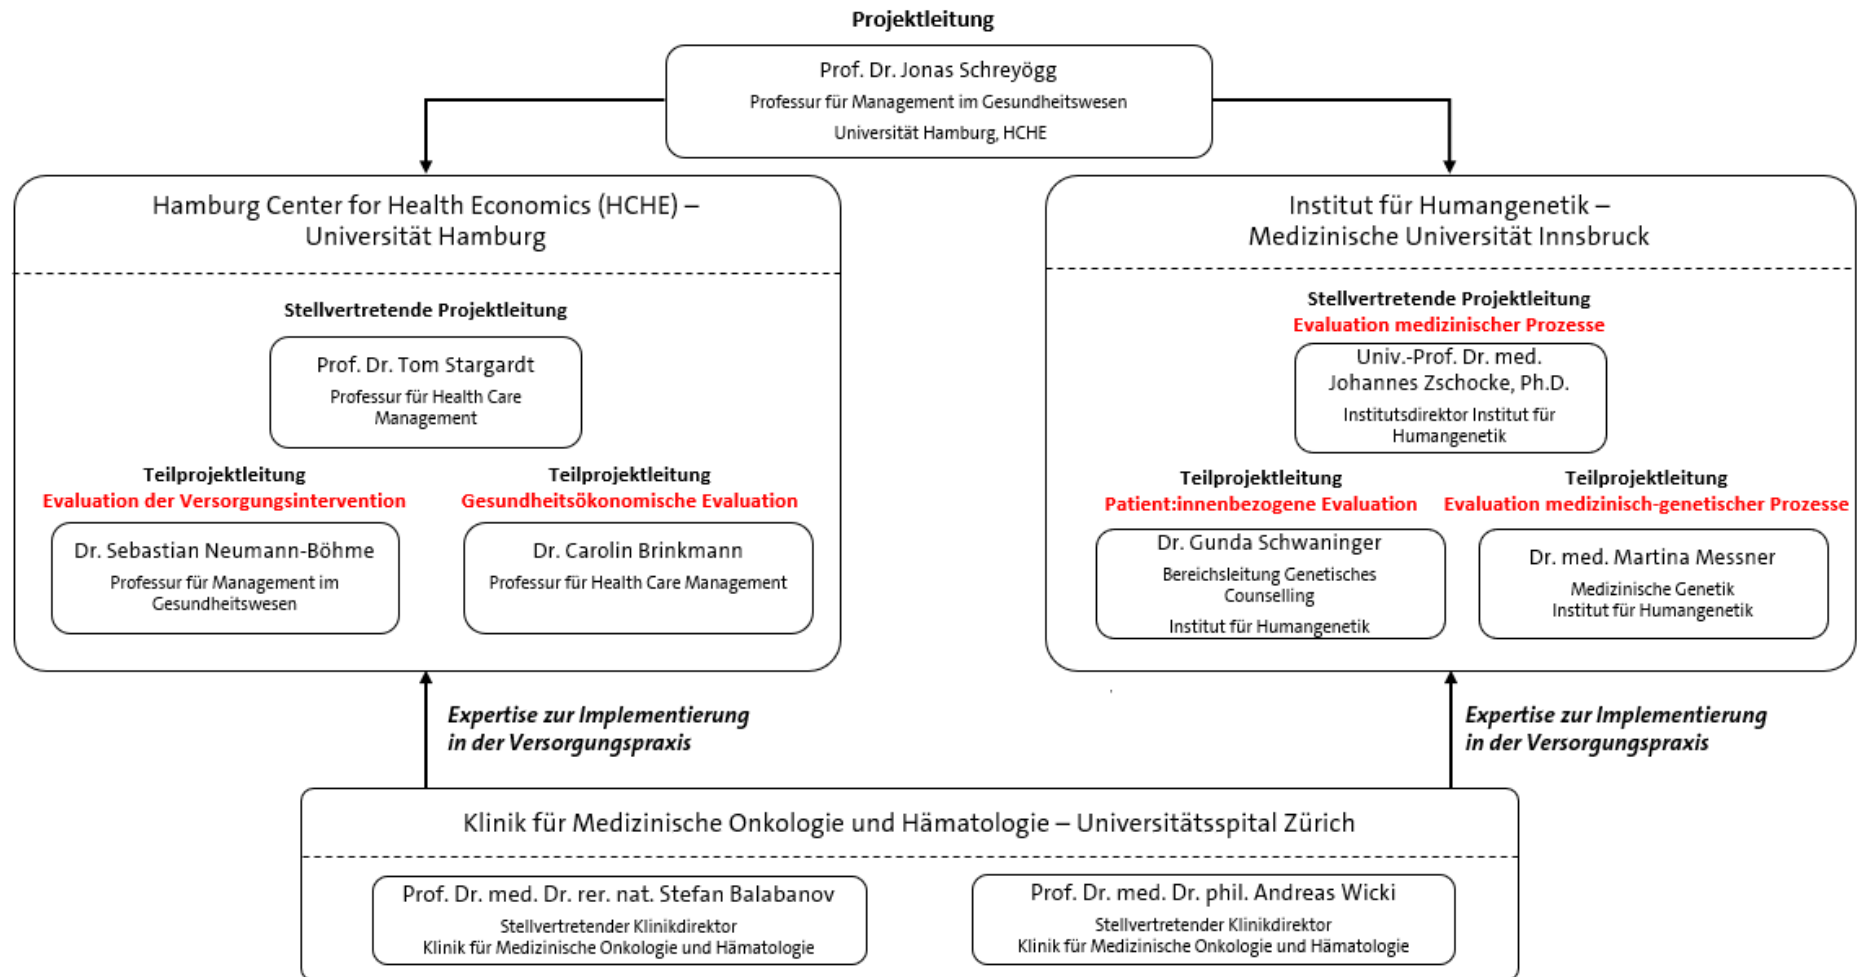 Projektleitung
Prof. Dr. Jonas Schreyögg
Professur für Management im Gesundheitswesen
Universität Hamburg, HCHE
Hamburg Center for Health Economics (HCHE) –
Universität Hamburg
Stellvertretende Projektleitung
Prof. Dr. Tom Stargardt
Professur für Health Care
Management
Teilprojektleitung
Evaluation der Versorgungsintervention
Dr. Sebastian Neumann-Böhme
Professur für Management im
Gesundheitswesen
Teilprojektleitung
Gesundheitsökonomische Evaluation
Dr. Carolin Brinkmann
Professur für Health Care Management
Institut für Humangenetik –
Medizinische Universität Innsbruck
Stellvertretende Projektleitung
Evaluation medizinischer Prozesse
Univ.-Prof. Dr. med.
Johannes Zschocke, Ph.D.
Institutsdirektor Institut für
Humangenetik
Teilprojektleitung
Patient:innenbezogene Evaluation
Dr. Gunda Schwaninger
Bereichsleitung Genetisches
Counselling
Institut für Humangenetik
Teilprojektleitung
Evaluation medizinisch-genetischer Prozesse
Dr. med. Martina Messner
Medizinische Genetik
Institut für Humangenetik
Expertise zur Implementierung
in der Versorgungspraxis
Expertise zur Implementierung
in der Versorgungspraxis
Klinik für Medizinische Onkologie und Hämatologie – Universitätsspital Zürich
Prof. Dr. med. Dr. rer. nat. Stefan Balabanov
Stellvertretender Klinikdirektor
Klinik für Medizinische Onkologie und Hämatologie
Prof. Dr. med. Dr. phil. Andreas Wicki
Stellvertretender Klinikdirektor
Klinik für Medizinische Onkologie und Hämatologie